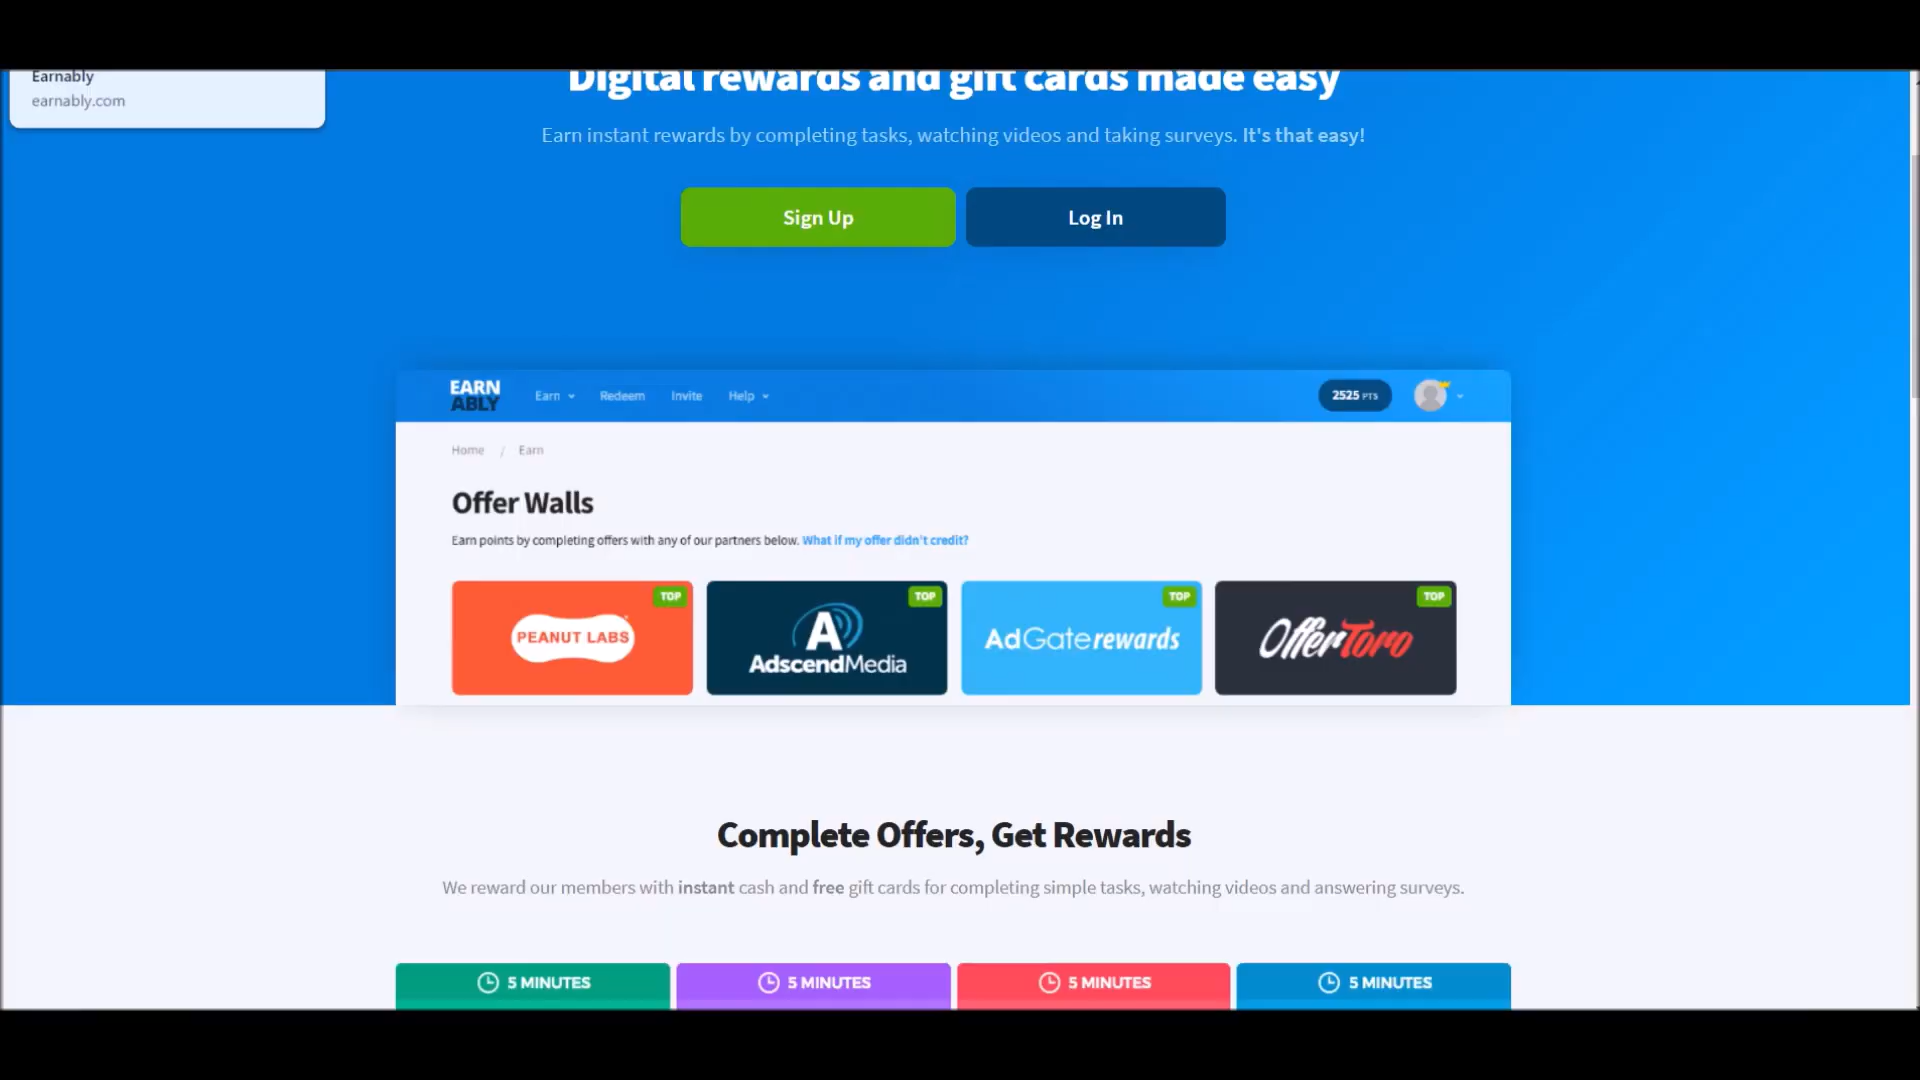 Earnably
earnably.com
Digital rewards and gift cards made easy
Earn instant rewards by completing tasks, watching videos and taking surveys. It's that easy!
Sign Up
Log In
EARN
ABLY
Earn
Redeem
Invite
Help
2525 PTS
Home / Earn
Offer Walls
Earn points by completing offers with any of our partners below. What if my offer didn't credit?
TOP
TOP
TOP
TOP
PEANUT LABS
A
AdscendMedia
AdGate rewards
OfferToro
Complete Offers, Get Rewards
We reward our members with instant cash and free gift cards for completing simple tasks, watching videos and answering surveys.
5 MINUTES
5 MINUTES
5 MINUTES
5 MINUTES